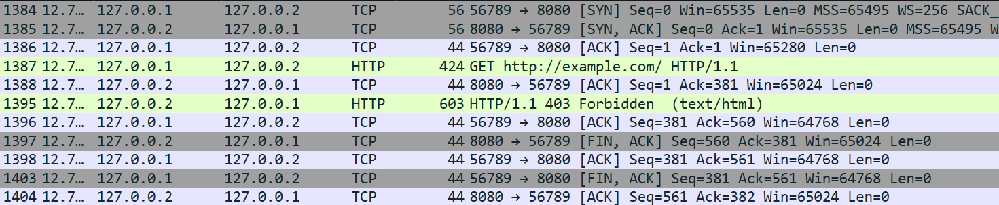 1384 12.7… 127.0.0.1 127.0.0.2 TCP 56 56789 → 8080 [SYN] Seq=0 Win=65535 Len=0 MSS=65495 WS=256 SACK_
1385 12.7… 127.0.0.2 127.0.0.1 TCP 56 8080 → 56789 [SYN, ACK] Seq=0 Ack=1 Win=65535 Len=0 MSS=65495 W
1386 12.7… 127.0.0.1 127.0.0.2 TCP 44 56789 → 8080 [ACK] Seq=1 Ack=1 Win=65280 Len=0
1387 12.7… 127.0.0.1 127.0.0.2 HTTP 424 GET http://example.com/ HTTP/1.1
1388 12.7… 127.0.0.2 127.0.0.1 TCP 44 8080 → 56789 [ACK] Seq=1 Ack=381 Win=65024 Len=0
1395 12.7… 127.0.0.2 127.0.0.1 HTTP 603 HTTP/1.1 403 Forbidden (text/html)
1396 12.7… 127.0.0.1 127.0.0.2 TCP 44 56789 → 8080 [ACK] Seq=381 Ack=560 Win=64768 Len=0
1397 12.7… 127.0.0.2 127.0.0.1 TCP 44 8080 → 56789 [FIN, ACK] Seq=560 Ack=381 Win=65024 Len=0
1398 12.7… 127.0.0.1 127.0.0.2 TCP 44 56789 → 8080 [ACK] Seq=381 Ack=561 Win=64768 Len=0
1403 12.7… 127.0.0.1 127.0.0.2 TCP 44 56789 → 8080 [FIN, ACK] Seq=381 Ack=561 Win=64768 Len=0
1404 12.7… 127.0.0.2 127.0.0.1 TCP 44 8080 → 56789 [ACK] Seq=561 Ack=382 Win=65024 Len=0